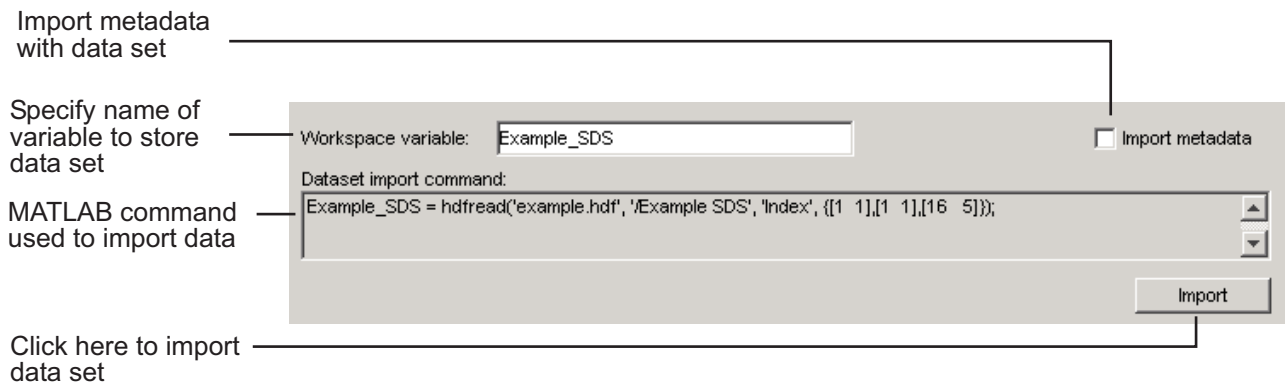 Import metadata
with data set
Specify name of
variable to store
data set
Workspace variable:
Example_SDS
Import metadata
Dataset import command:
MATLAB command
used to import data
Example_SDS = hdfread('example.hdf', '/Example SDS', 'Index', {[1  1],[1  1],[16   5]});
Import
Click here to import
data set